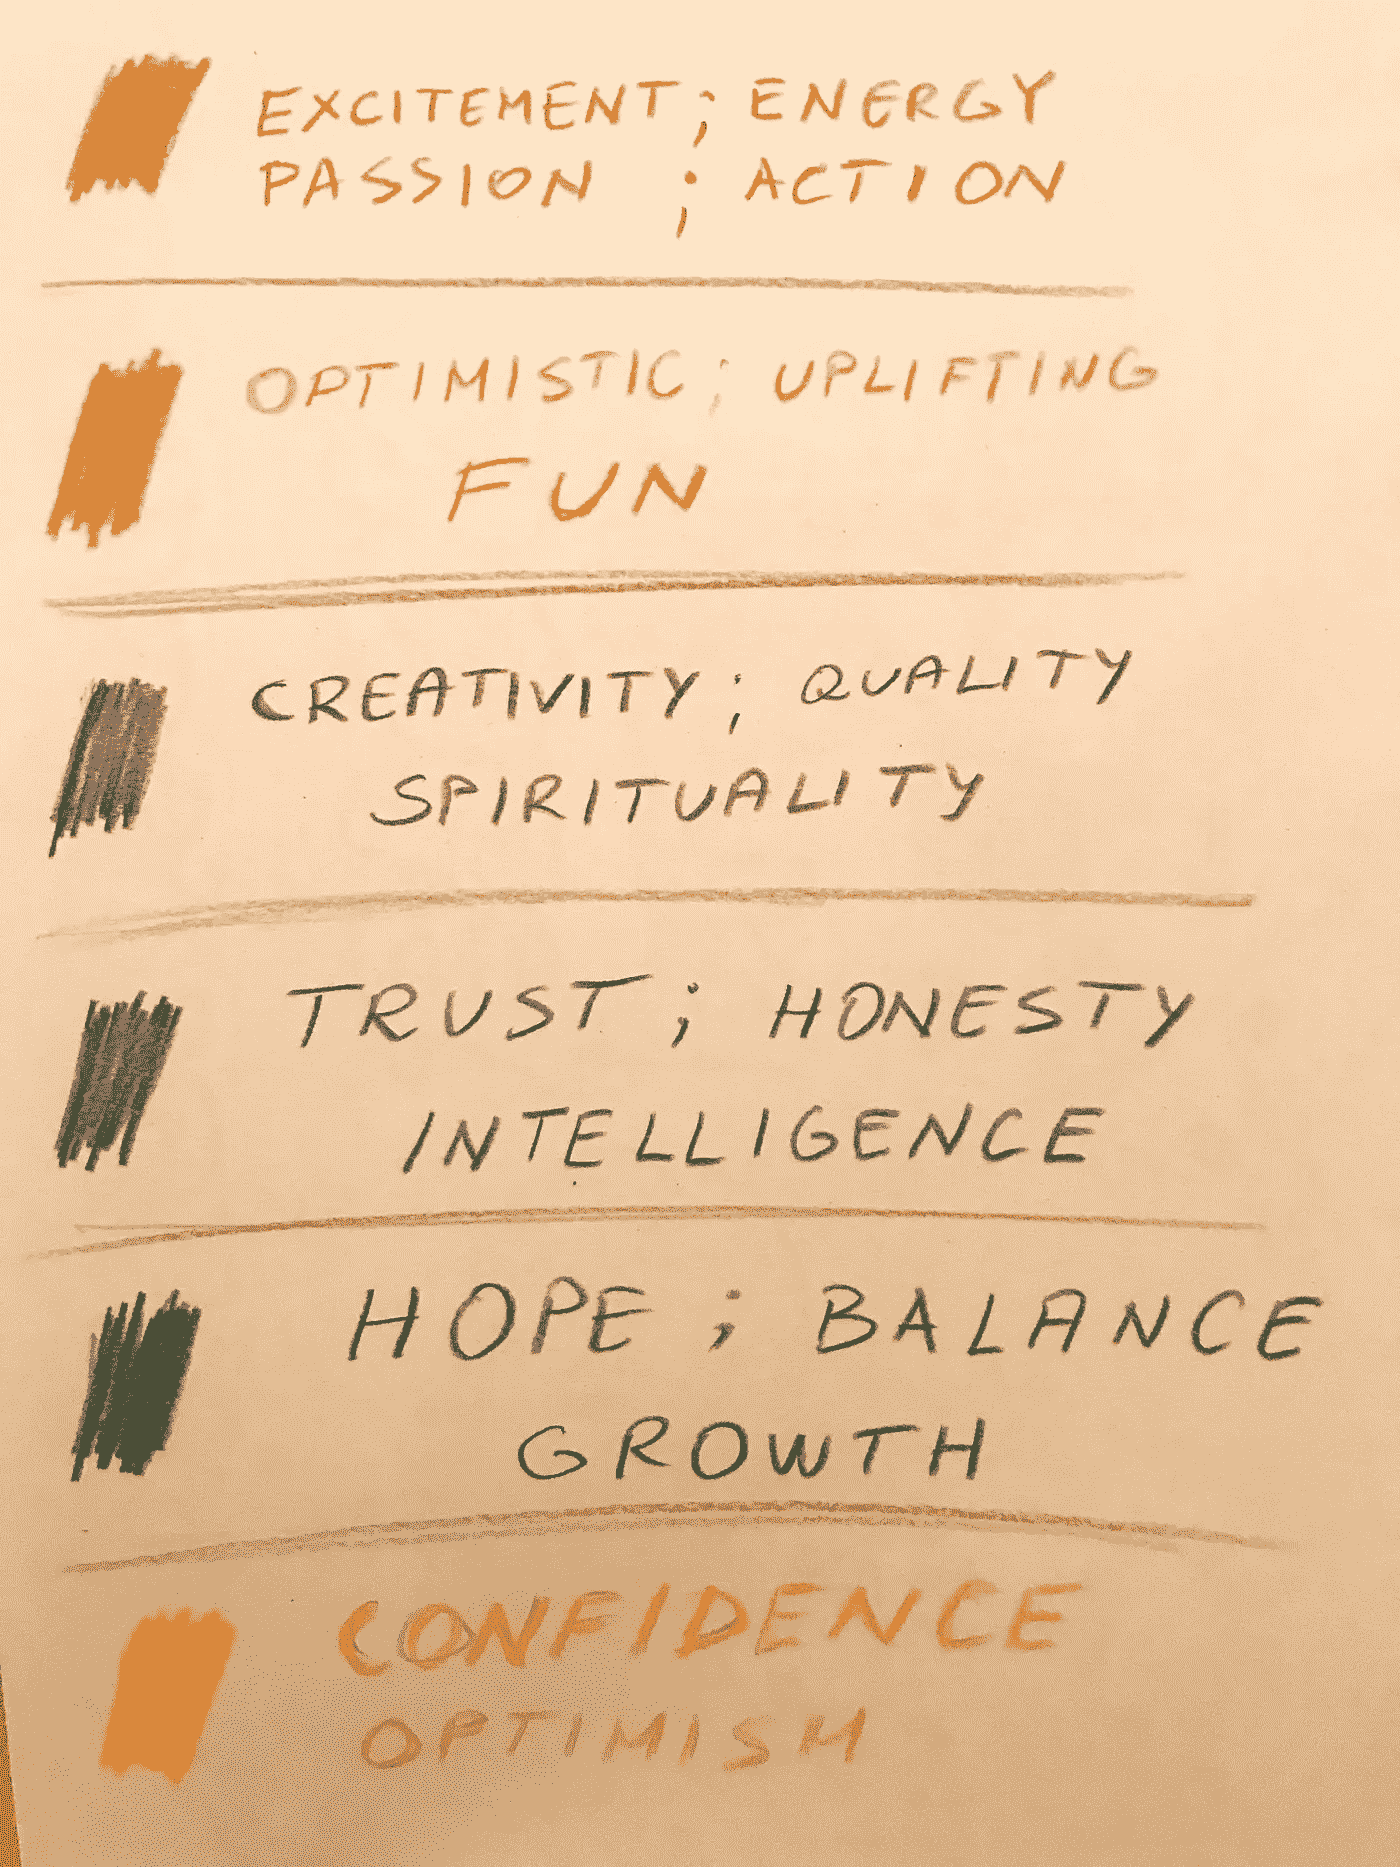 EXCITEMENT; ENERGY
PASSION ; ACTION
OPTIMISTIC; UPLIFTING
FUN
CREATIVITY; QUALITY
SPIRITUALITY
TRUST; HONESTY
INTELLIGENCE
HOPE; BALANCE
GROWTH
CONFIDENCE
OPTIMISM